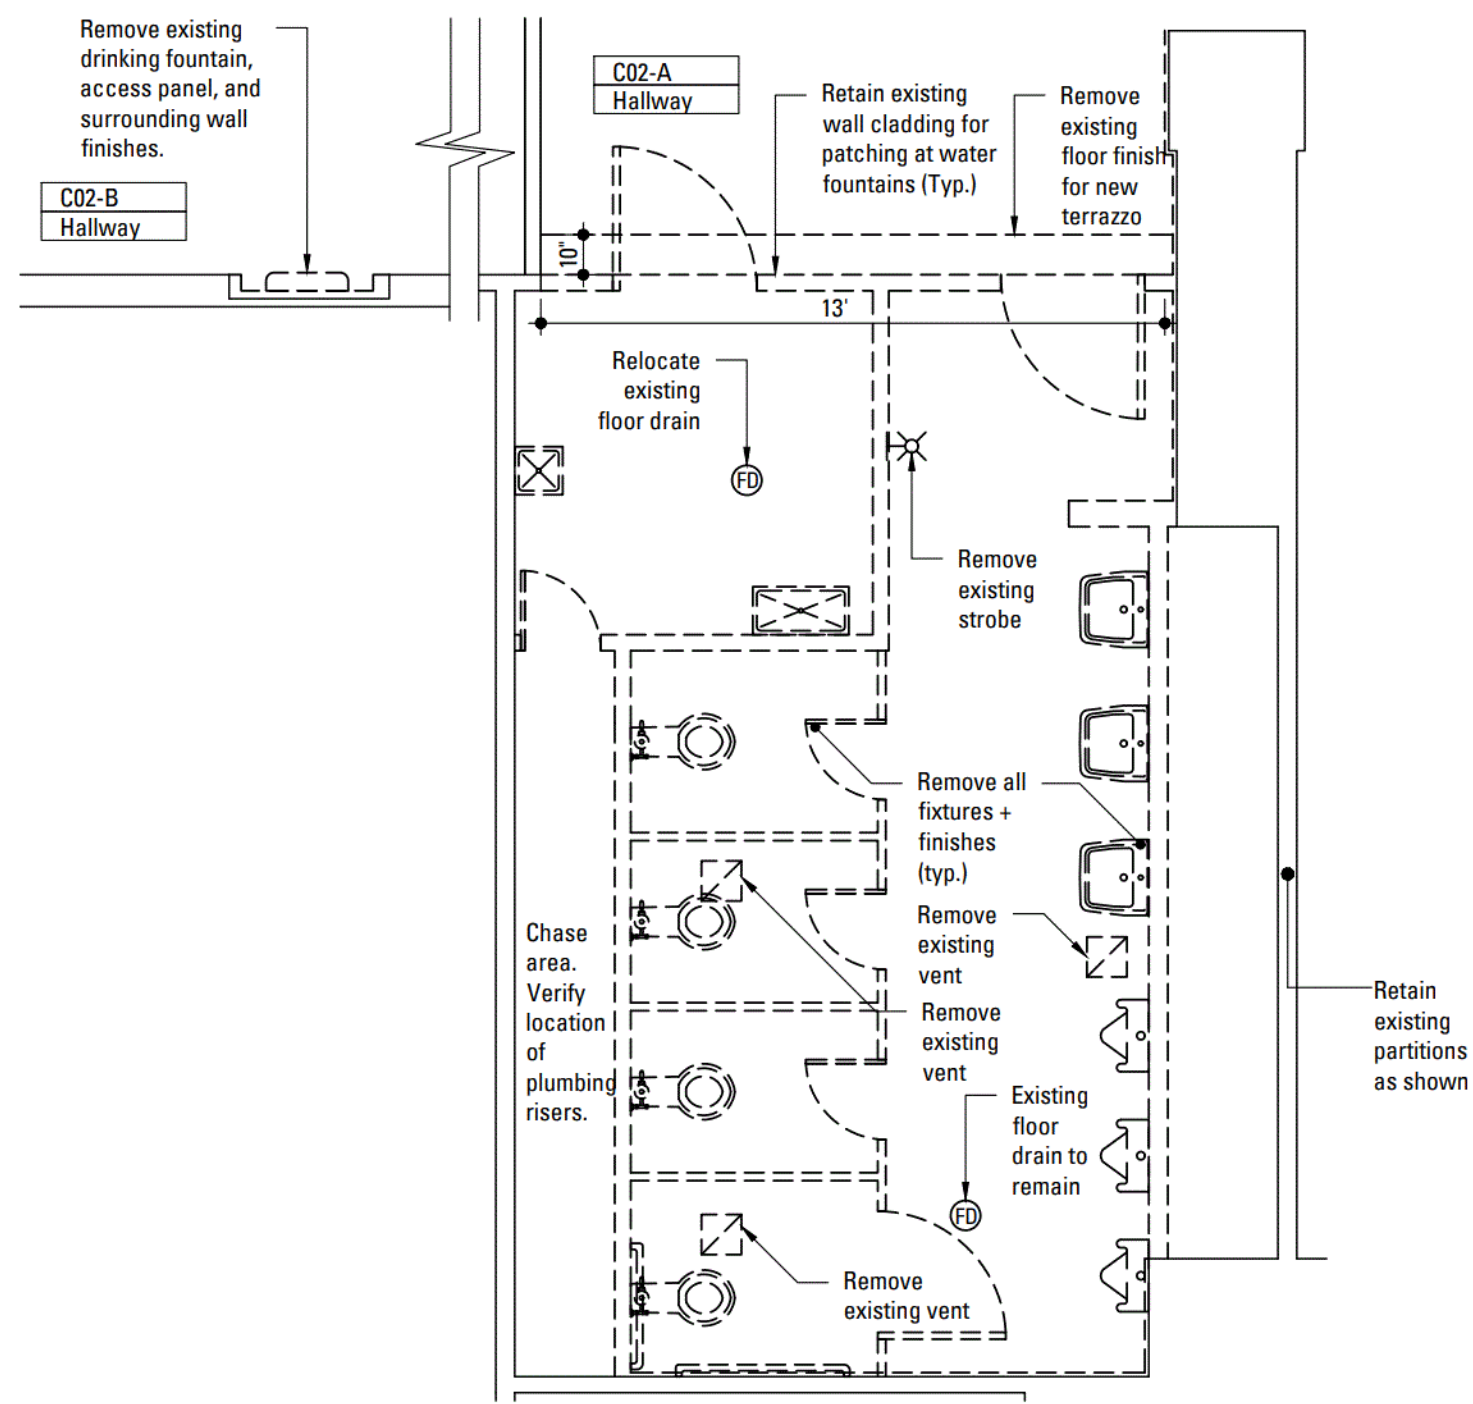 Remove existing
drinking fountain,
access panel, and
surrounding wall
finishes.
C02-A
Hallway
Retain existing
wall cladding for
patching at water
fountains (Typ.)
Remove
existing
floor finish
for new
terrazzo
C02-B
Hallway
10"
13'
Relocate
existing
floor drain
FD
Remove
existing
strobe
Remove all
fixtures +
finishes
(typ.)
Remove
existing
vent
Chase
area.
Verify
location
of
plumbing
risers.
Remove
existing
vent
Retain
existing
partitions
as shown
Existing
floor
drain to
remain
FD
Remove
existing vent